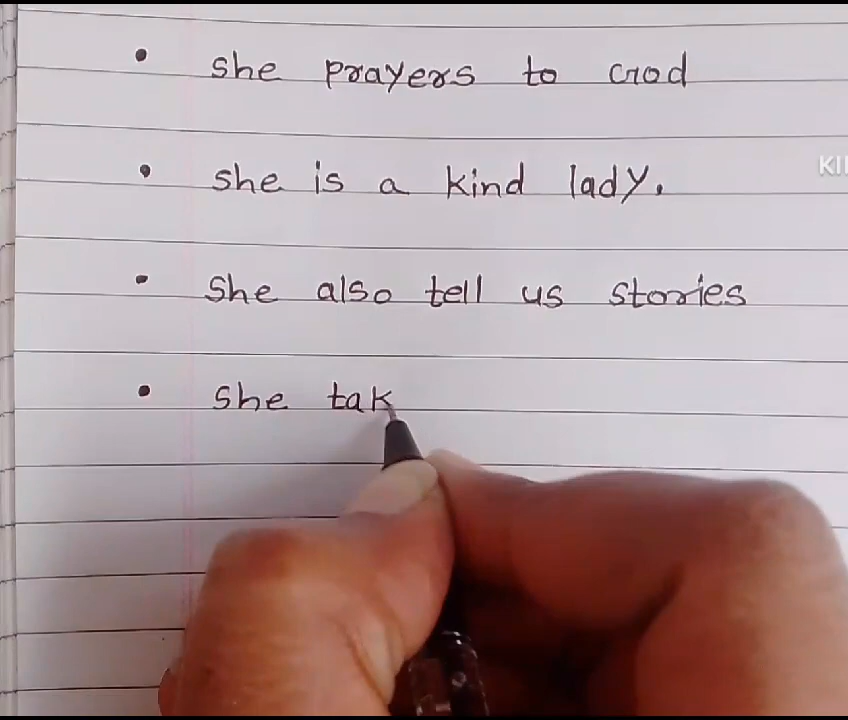 • she prayers to God
• she is a kind lady.
• She also tell us stories
• She tak